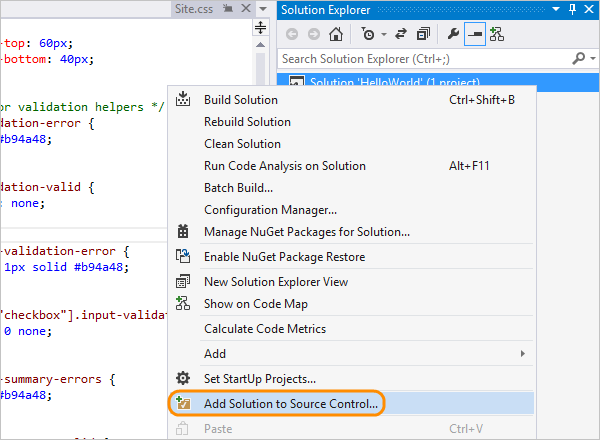 Site.css
Solution Explorer
-top: 60px;
-bottom: 40px;
Search Solution Explorer (Ctrl+;)
Solution 'HelloWorld' (1 project)
or validation helpers */
dation-error {
#b94a48;
dation-valid {
: none;
-validation-error {
1px solid #b94a48;
"checkbox"].input-valida
0 none;
-summary-errors {
#b94a48;
Build Solution Ctrl+Shift+B
Rebuild Solution
Clean Solution
Run Code Analysis on Solution Alt+F11
Batch Build...
Configuration Manager...
Manage NuGet Packages for Solution...
Enable NuGet Package Restore
New Solution Explorer View
Show on Code Map
Calculate Code Metrics
Add
Set StartUp Projects...
Add Solution to Source Control...
Paste Ctrl+V